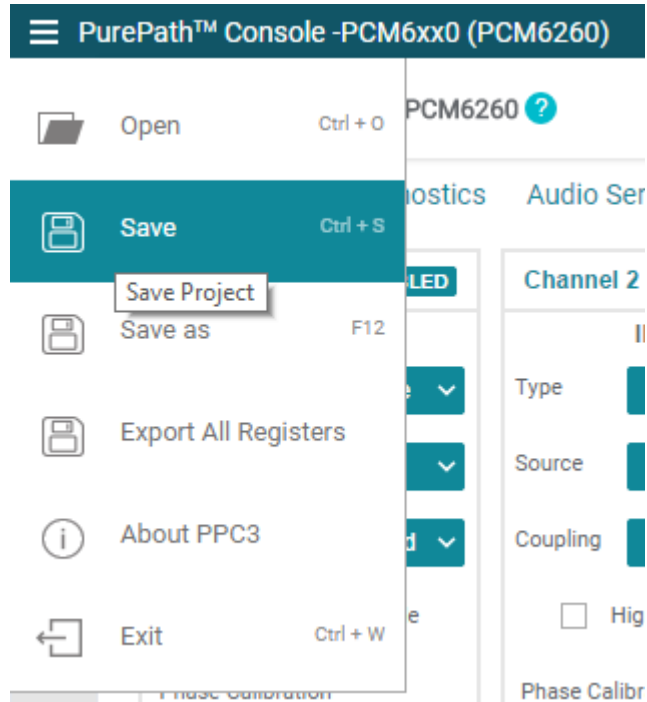 PurePath™ Console -PCM6xx0 (PCM6260)
Open Ctrl + O
PCM6260 ?
Save Ctrl + S
nostics Audio Ser
Save Project
LED Channel 2
Save as F12
Type
Export All Registers
Source
About PPC3
d Coupling
Exit Ctrl + W
e Hig
Phase Calibration
Phase Calibr